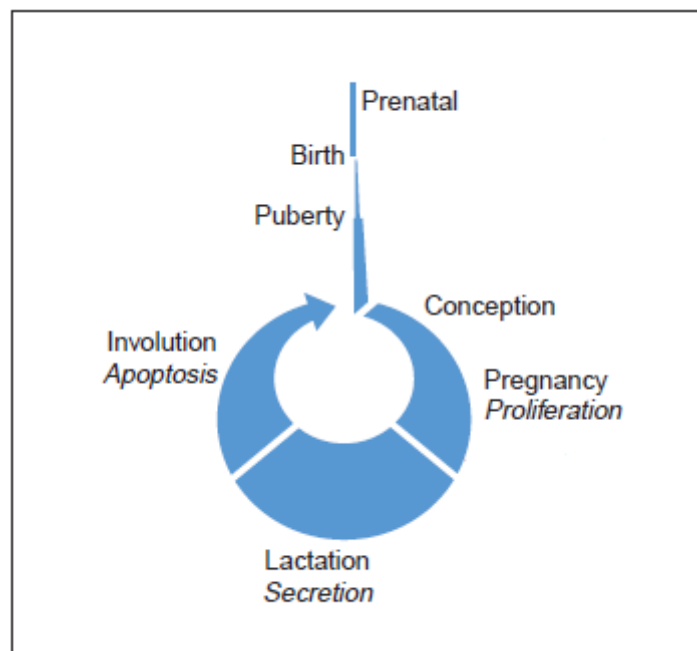 Prenatal
Birth
Puberty
Conception
Involution
Apoptosis
Pregnancy
Proliferation
Lactation
Secretion